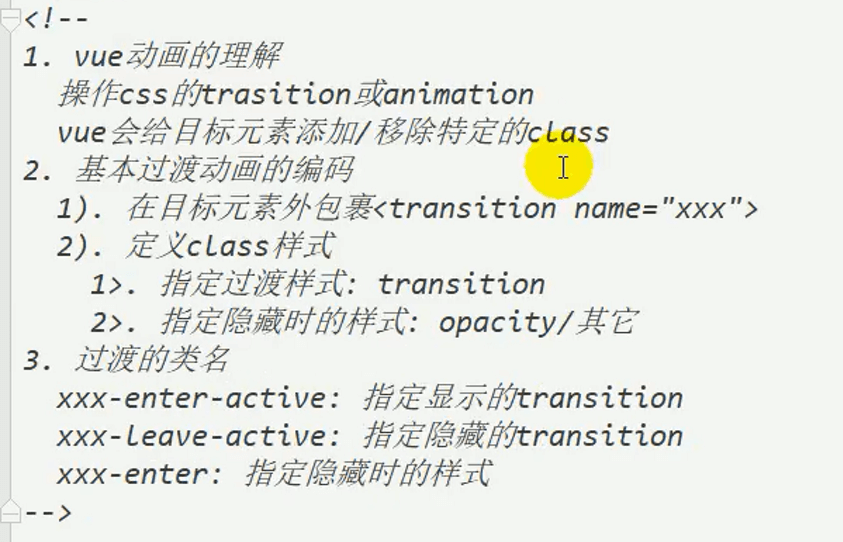 <!--
1. vue动画的理解
操作css的trasition或animation
vue会给目标元素添加/移除特定的class
2. 基本过渡动画的编码
1). 在目标元素外包裹<transition name="xxx">
2). 定义class样式
1>. 指定过渡样式: transition
2>. 指定隐藏时的样式: opacity/其它
3. 过渡的类名
xxx-enter-active: 指定显示的transition
xxx-leave-active: 指定隐藏的transition
xxx-enter: 指定隐藏时的样式
-->